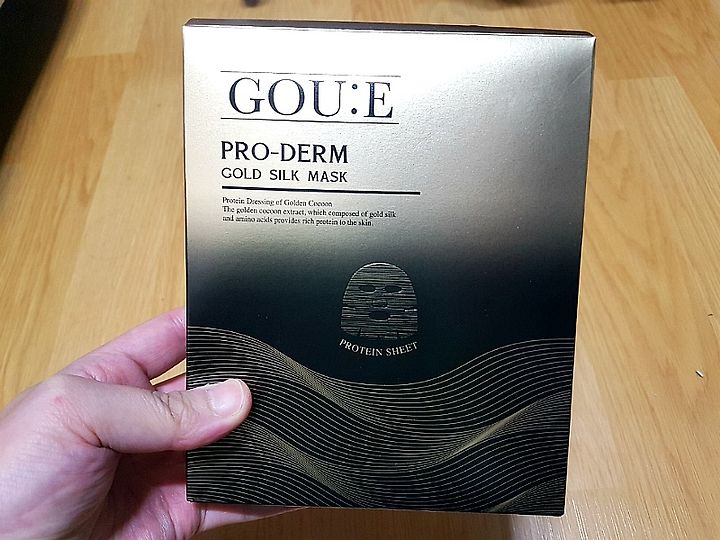 GOU:E
PRO-DERM
GOLD SILK MASK
Protein Dressing of Golden Cocoon
The golden cocoon extract, which composed of gold silk
and amino acids provides rich protein to the skin.
PROTEIN SHEET